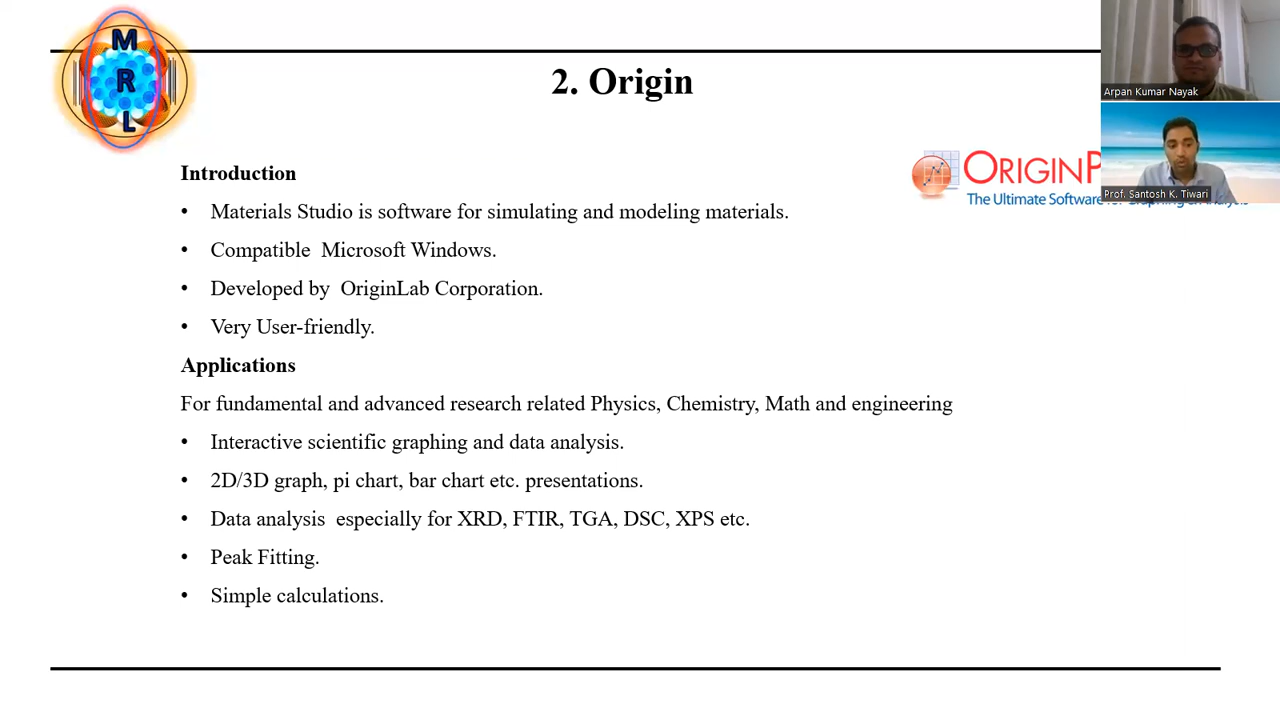 M
R
L
2. Origin
Arpan Kumar Nayak
ORIGINP
The Ultimate Software
Prof. Santosh K. Tiwari
Introduction
• Materials Studio is software for simulating and modeling materials.
• Compatible Microsoft Windows.
• Developed by OriginLab Corporation.
• Very User-friendly.
Applications
For fundamental and advanced research related Physics, Chemistry, Math and engineering
• Interactive scientific graphing and data analysis.
• 2D/3D graph, pi chart, bar chart etc. presentations.
• Data analysis especially for XRD, FTIR, TGA, DSC, XPS etc.
• Peak Fitting.
• Simple calculations.